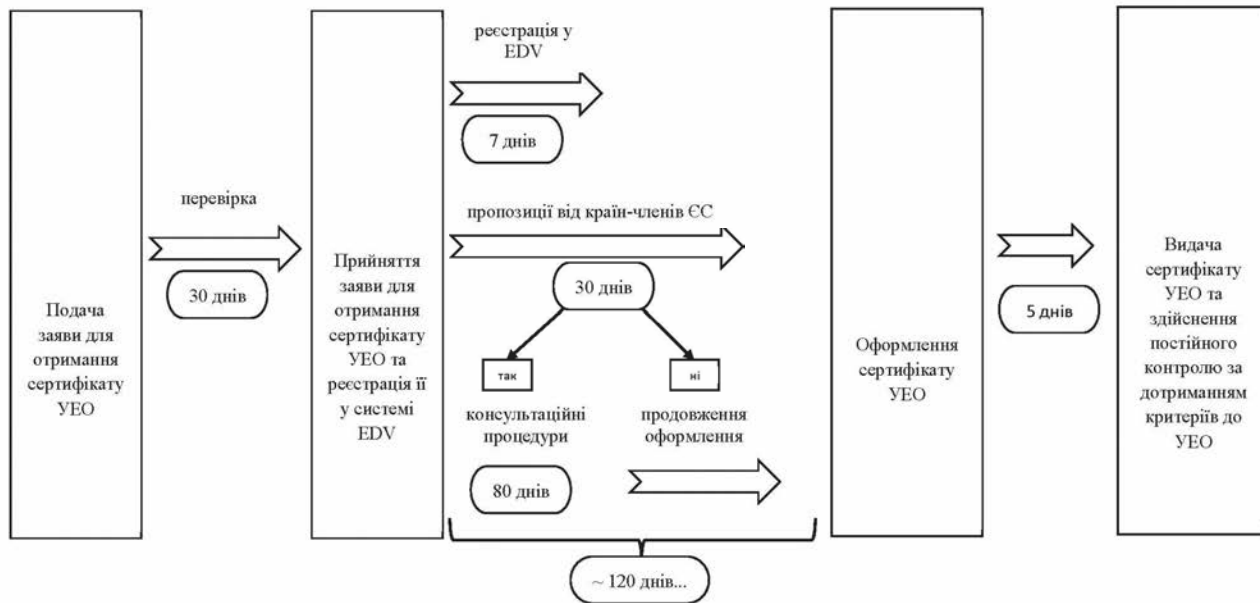 Подача
заяви для
отримання
сертифікату
УЕО
перевірка
30 днів
Прийняття
заяви для
отримання
сертифікату
УЕО та
реєстрація її
у системі
EDV
реєстрація у
EDV
7 днів
пропозиції від країн-членів ЄС
30 днів
так
ні
консультаційні
процедури
продовження
оформлення
80 днів
~ 120 днів...
Оформлення
сертифікату
УЕО
5 днів
Видача
сертифікату
УЕО та
здійснення
постійного
контролю за
дотриманням
критеріїв до
УЕО